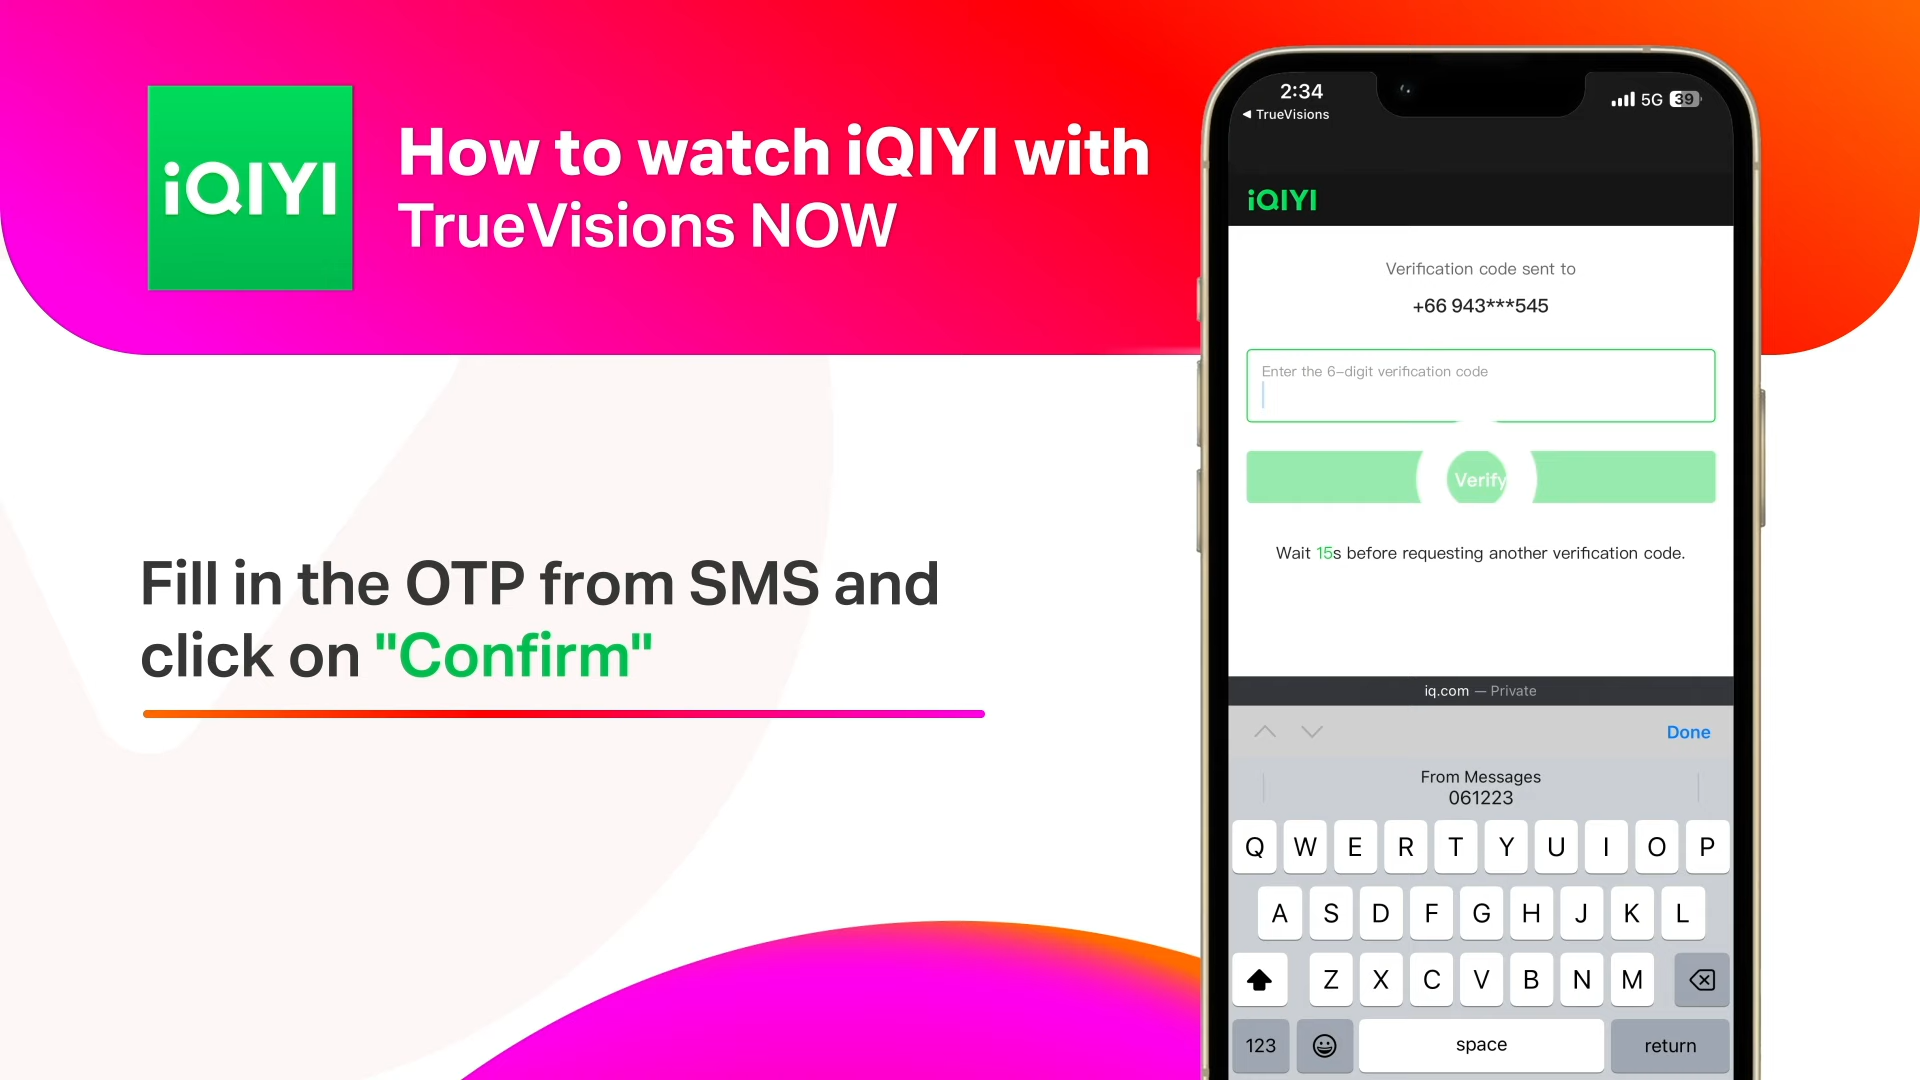 iQIYI
How to watch iQIYI with
TrueVisions NOW
Fill in the OTP from SMS and
click on "Confirm"
2:34
5G 39
◀ TrueVisions
iQIYI
Verification code sent to
+66 943***545
Enter the 6-digit verification code
Verify
Wait 15s before requesting another verification code.
iq.com — Private
Done
From Messages
061223
Q W E R T Y U I O P
A S D F G H J K L
Z X C V B N M
123 space return